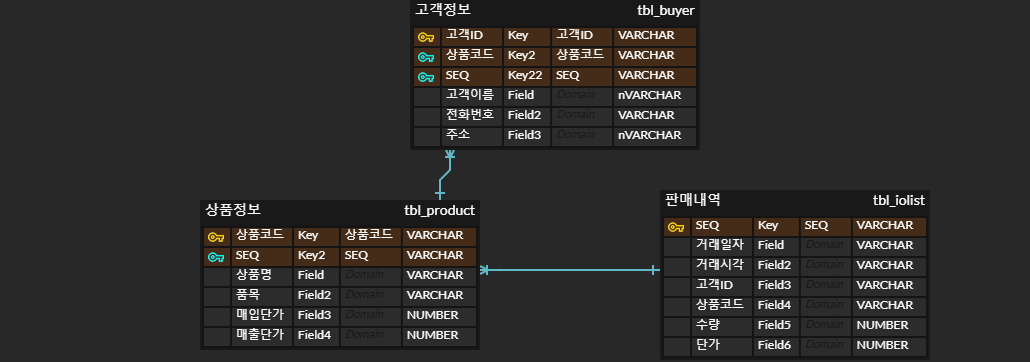 고객정보 tbl_buyer
고객ID Key 고객ID VARCHAR
상품코드 Key2 상품코드 VARCHAR
SEQ Key22 SEQ VARCHAR
고객이름 Field Domain nVARCHAR
전화번호 Field2 Domain VARCHAR
주소 Field3 Domain nVARCHAR
상품정보 tbl_product
상품코드 Key 상품코드 VARCHAR
SEQ Key2 SEQ VARCHAR
상품명 Field Domain VARCHAR
품목 Field2 Domain VARCHAR
매입단가 Field3 Domain NUMBER
매출단가 Field4 Domain NUMBER
판매내역 tbl_iolist
SEQ Key SEQ VARCHAR
거래일자 Field Domain VARCHAR
거래시각 Field2 Domain VARCHAR
고객ID Field3 Domain VARCHAR
상품코드 Field4 Domain VARCHAR
수량 Field5 Domain NUMBER
단가 Field6 Domain NUMBER